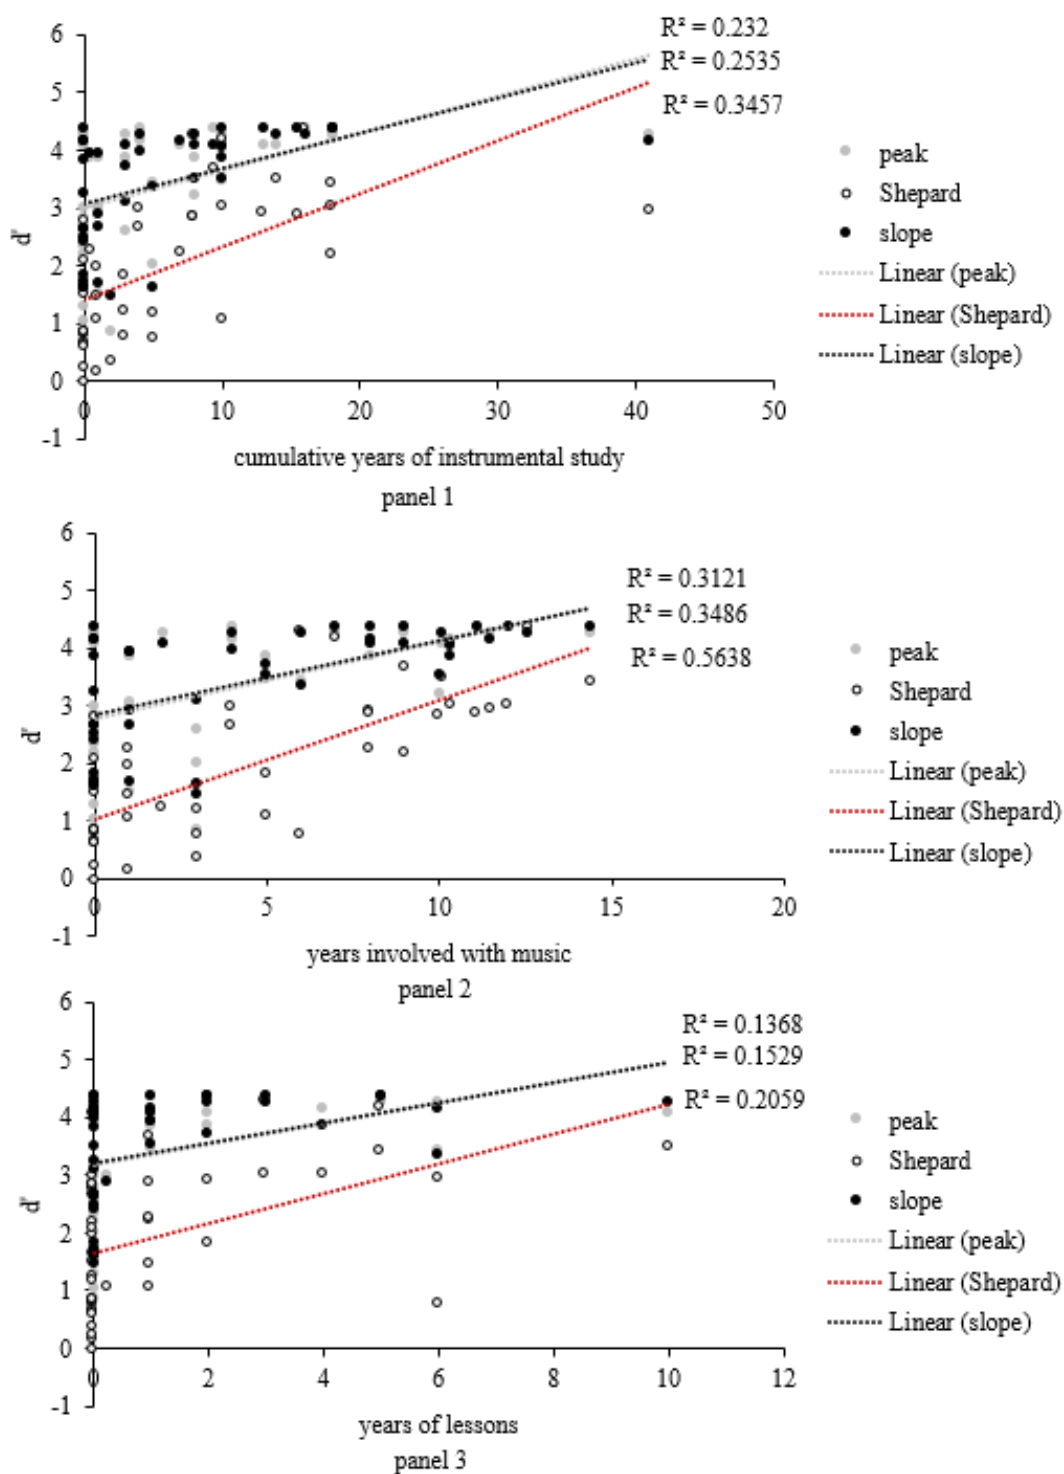 R² = 0.232
R² = 0.2535
R² = 0.3457
6
5
4
3
2
1
0
-1
d'
0
10
20
30
40
50
cumulative years of instrumental study
panel 1
peak
Shepard
slope
Linear (peak)
Linear (Shepard)
Linear (slope)
R² = 0.3121
R² = 0.3486
R² = 0.5638
6
5
4
3
2
1
0
-1
d'
0
5
10
15
20
years involved with music
panel 2
peak
Shepard
slope
Linear (peak)
Linear (Shepard)
Linear (slope)
R² = 0.1368
R² = 0.1529
R² = 0.2059
6
5
4
3
2
1
0
-1
d'
0
2
4
6
8
10
12
years of lessons
panel 3
peak
Shepard
slope
Linear (peak)
Linear (Shepard)
Linear (slope)